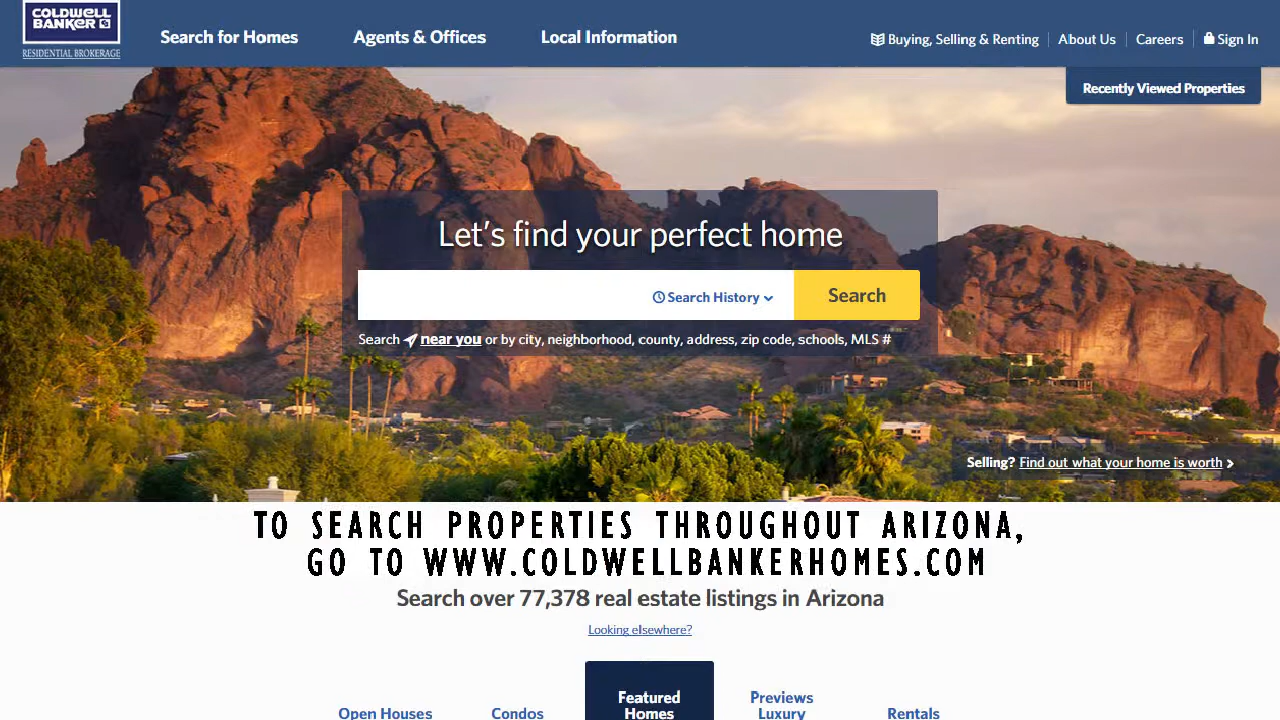 COLDWELL
BANKER
RESIDENTIAL BROKERAGE
Search for Homes
Agents & Offices
Local Information
Buying, Selling & Renting
About Us
Careers
Sign In
Recently Viewed Properties
Let's find your perfect home
Search History
Search
Search near you or by city, neighborhood, county, address, zip code, schools, MLS #
Selling? Find out what your home is worth
TO SEARCH PROPERTIES THROUGHOUT ARIZONA,
GO TO WWW.COLDWELLBANKERHOMES.COM
Search over 77,378 real estate listings in Arizona
Looking elsewhere?
Open Houses
Condos
Featured
Homes
Previews
Luxury
Rentals